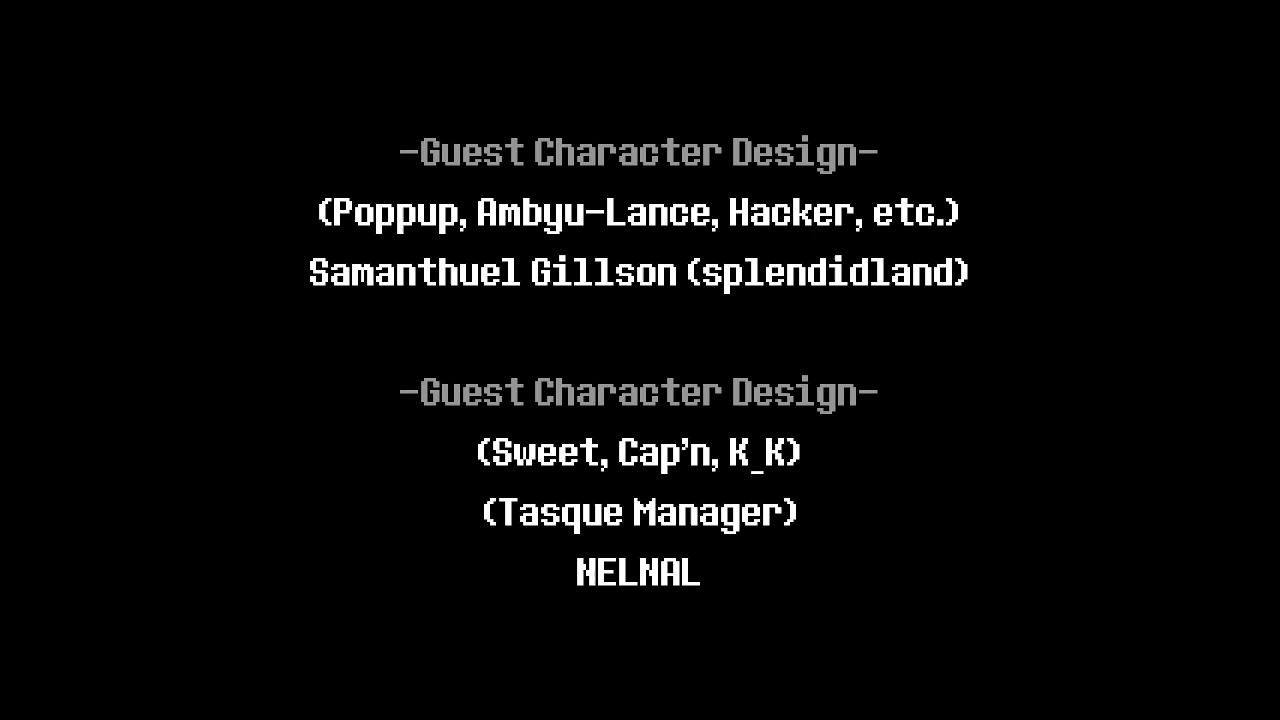 -Guest Character Design-
(Poppup, Ambyu-Lance, Hacker, etc.)
Samanthuel Gillson (splendidland)
-Guest Character Design-
(Sweet, Cap'n, K_K)
(Tasque Manager)
NELNAL